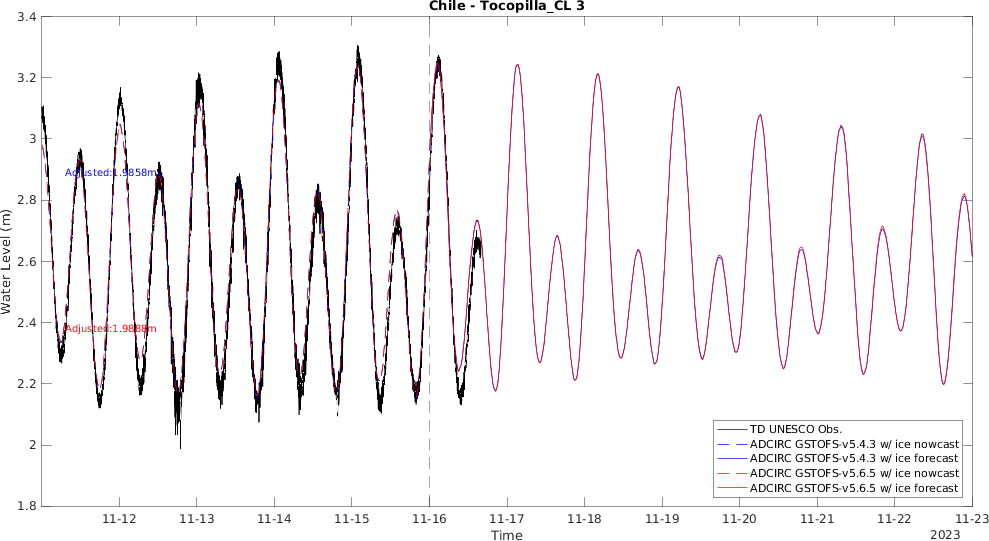 Chile - Tocopilla_CL 3
3.4
3.2
3
2.8
2.6
2.4
2.2
2
1.8
Water Level (m)
Adjusted:1.9858m
Adjusted:1.9888m
TD UNESCO Obs.
ADCIRC GSTOFS-v5.4.3 w/ ice nowcast
ADCIRC GSTOFS-v5.4.3 w/ ice forecast
ADCIRC GSTOFS-v5.6.5 w/ ice nowcast
ADCIRC GSTOFS-v5.6.5 w/ ice forecast
11-12 11-13 11-14 11-15 11-16 11-17 11-18 11-19 11-20 11-21 11-22 11-23
Time
2023